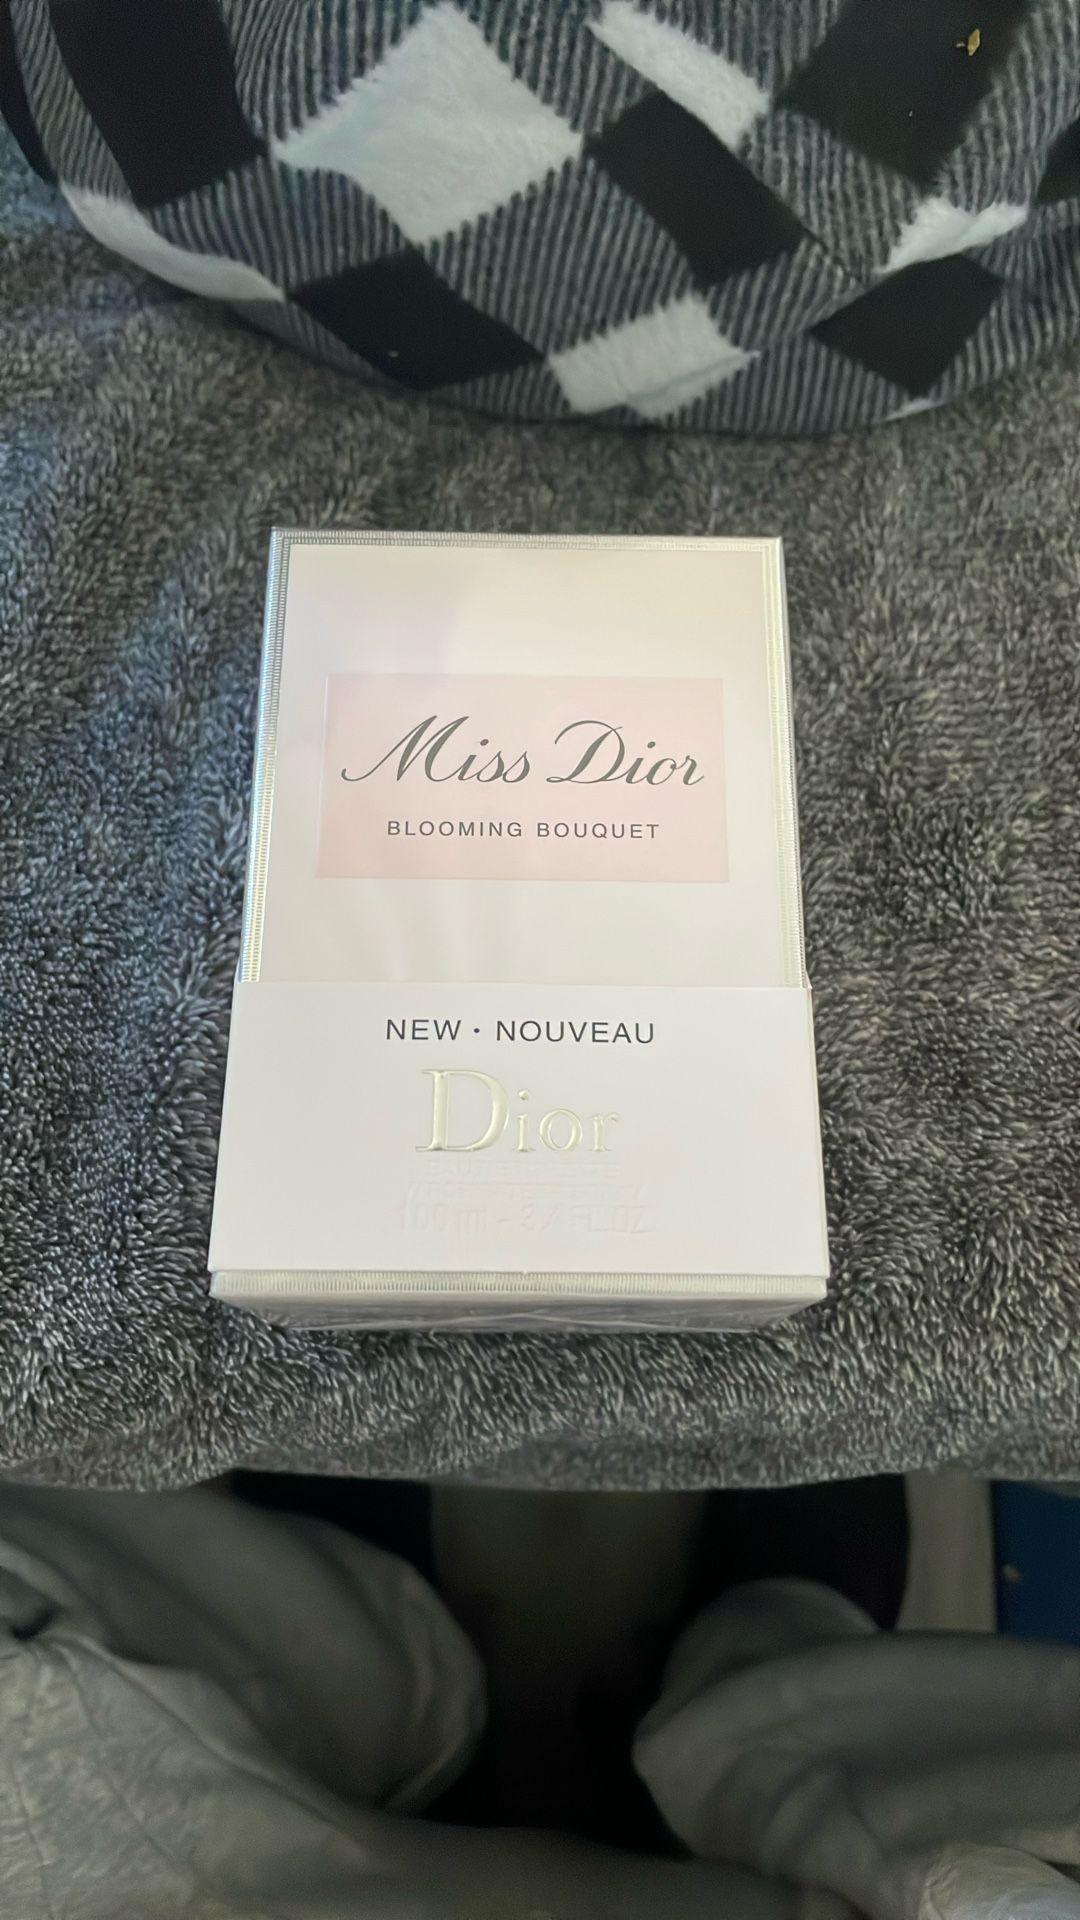 Miss Dior
BLOOMING BOUQUET
NEW • NOUVEAU
Dior